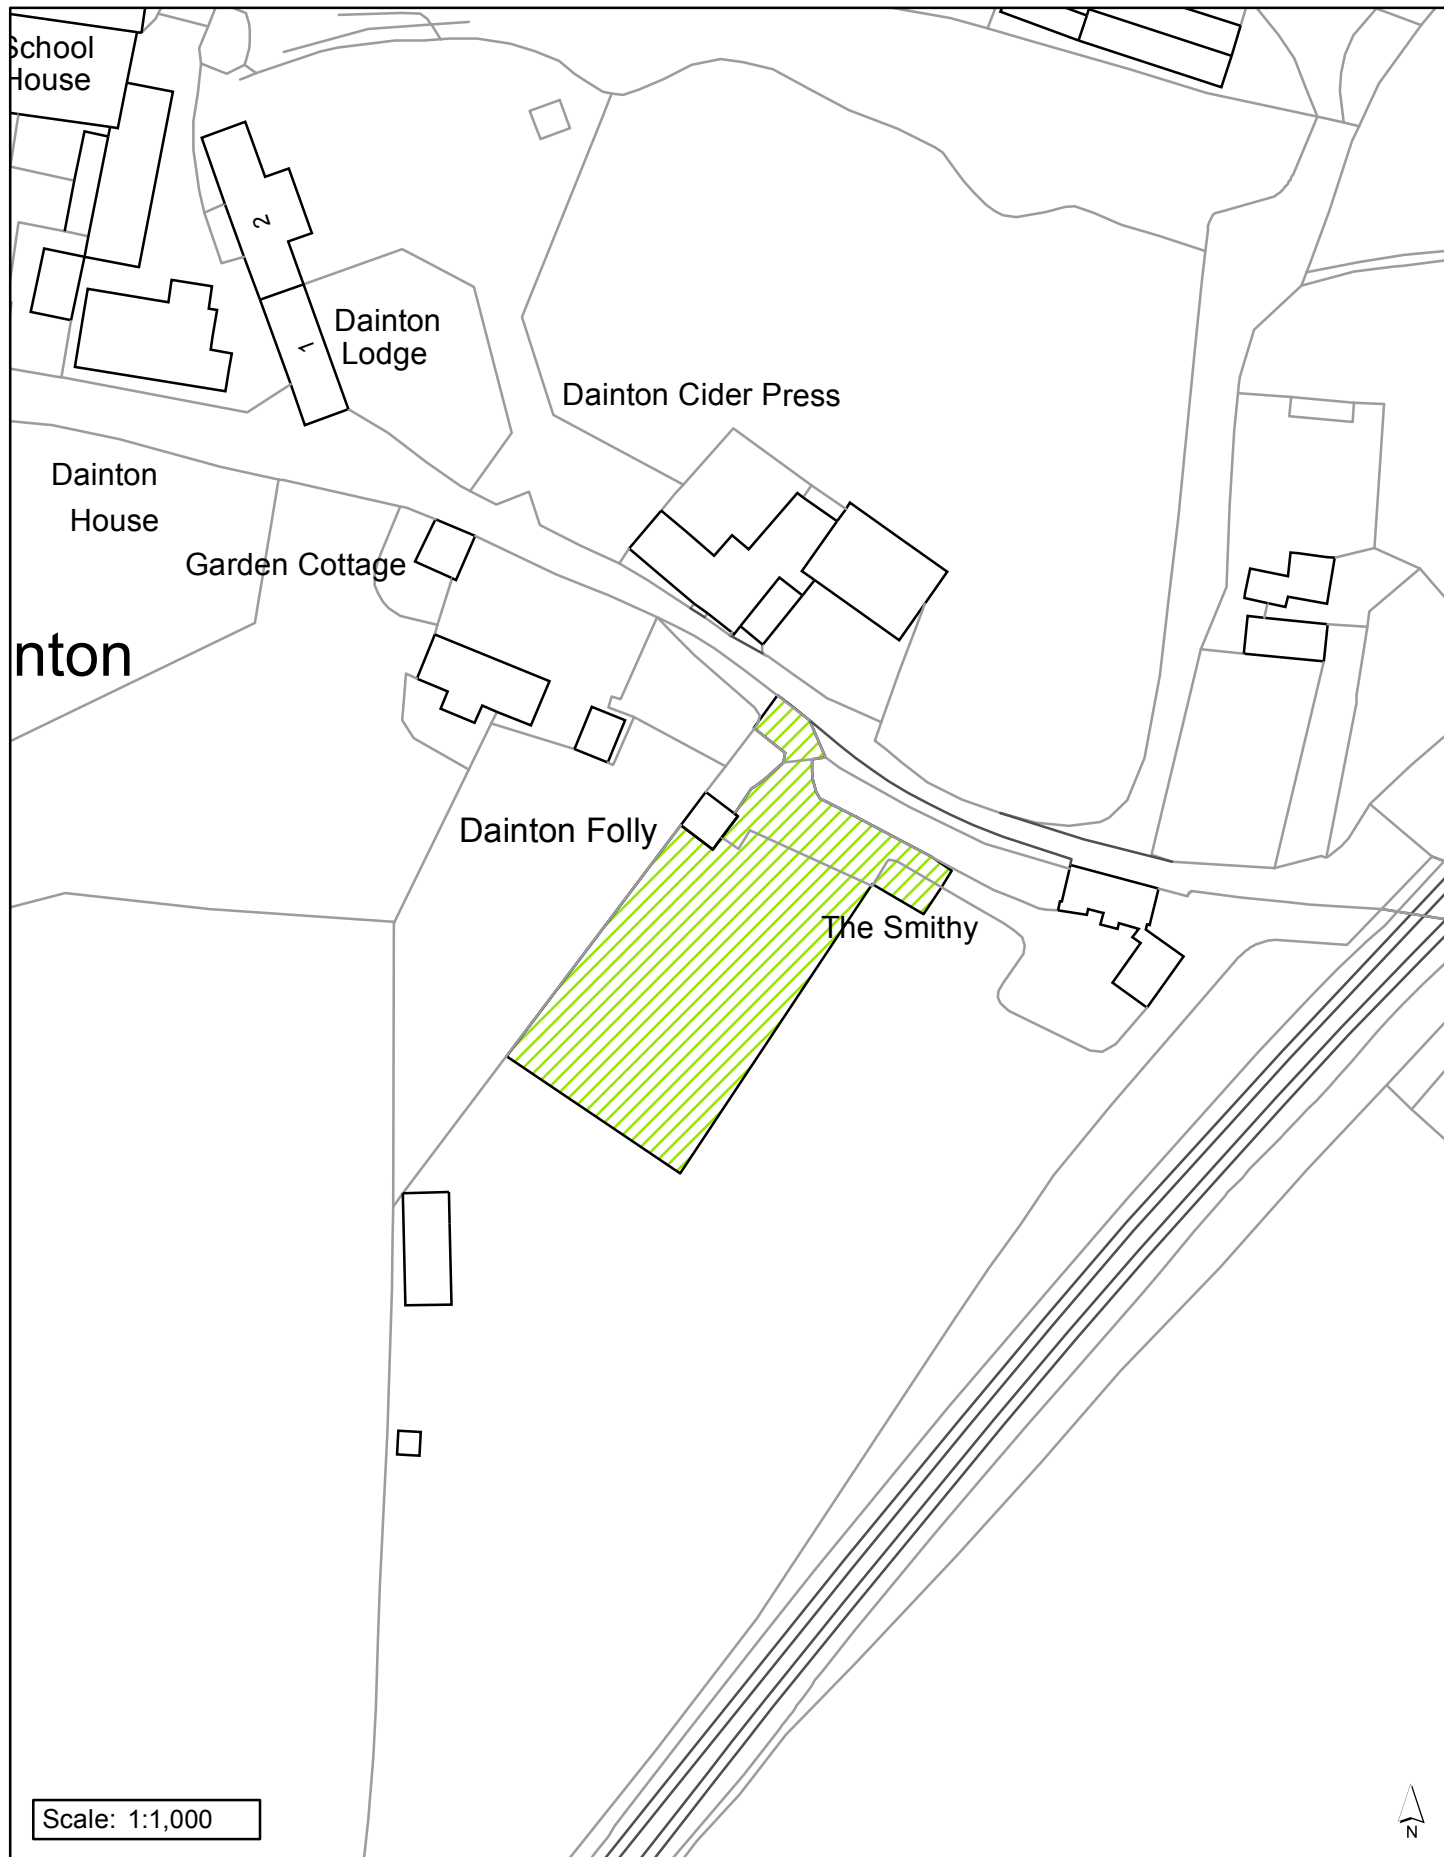 School
House
2
1
Dainton
Lodge
Dainton Cider Press
Dainton
House
Garden Cottage
nton
Dainton Folly
The Smithy
Scale: 1:1,000
N